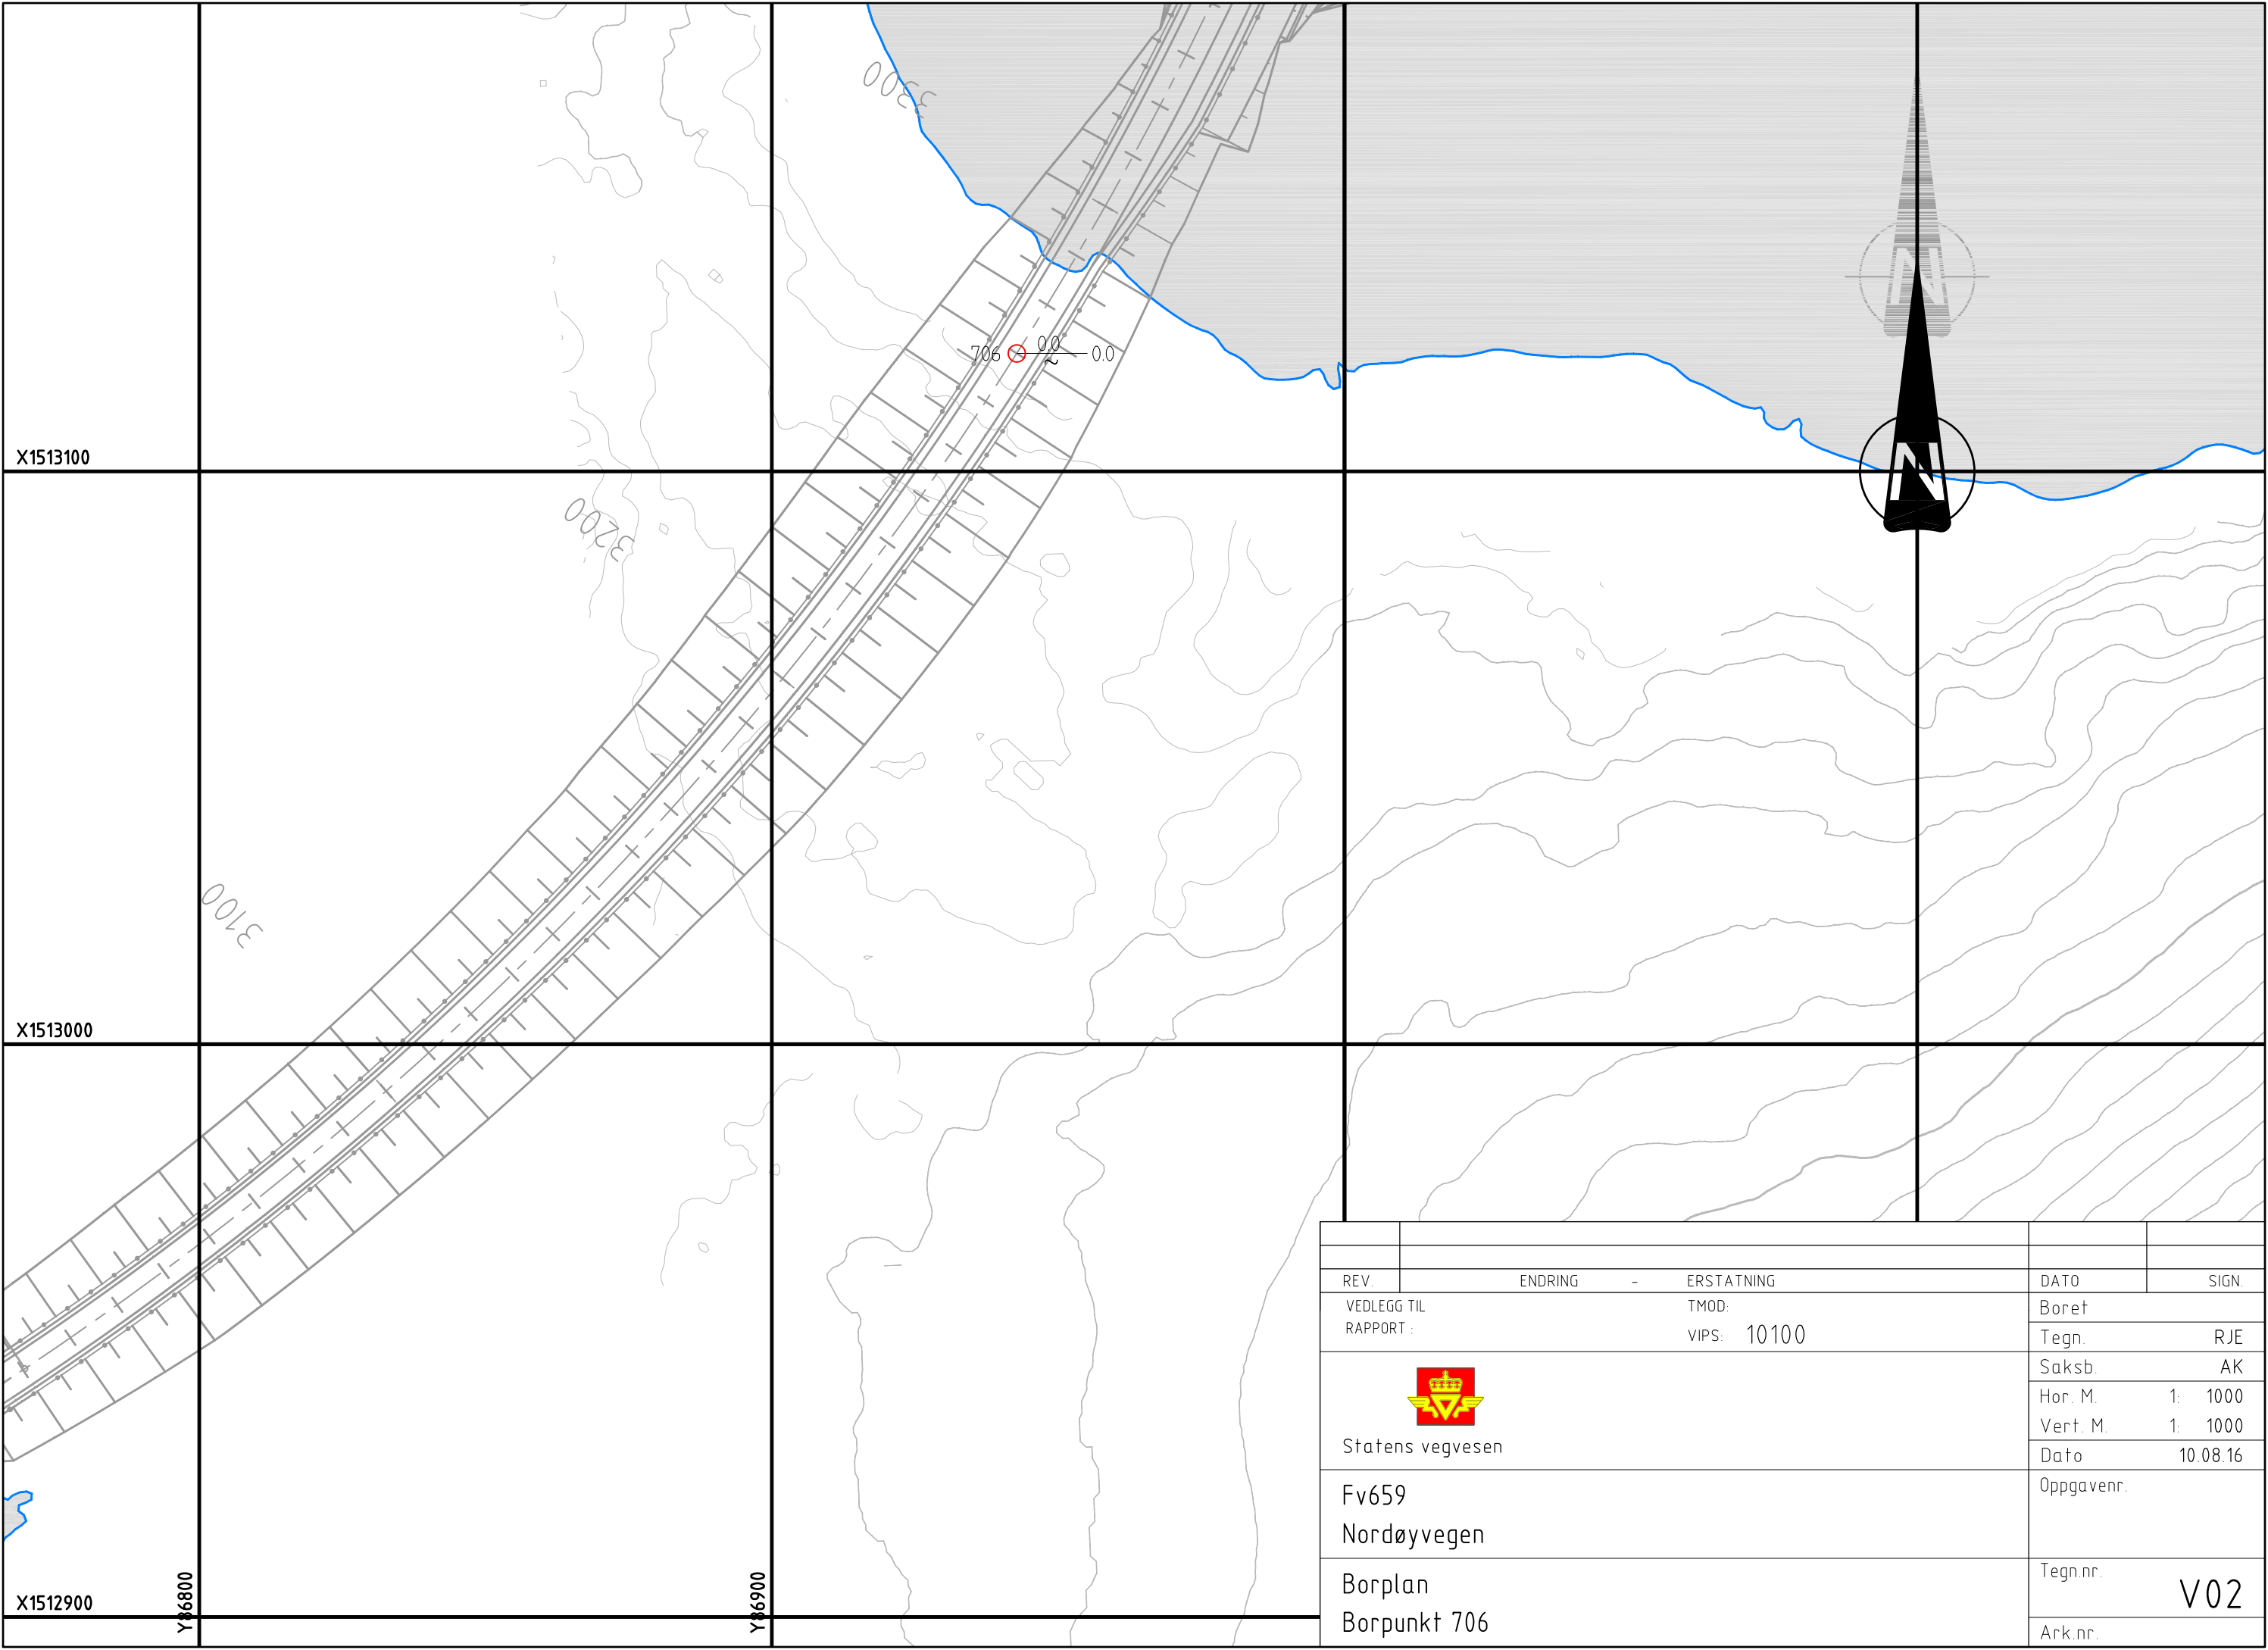 3300
706 0.0 0.0
X1513100
3200
3100
X1513000
X1512900
Y86800
Y86900
N
N
REV. ENDRING - ERSTATNING DATO SIGN.
VEDLEGG TIL
RAPPORT :
TMOD:
VIPS: 10100
Boret
Tegn. RJE
Saksb. AK
Hor. M. 1: 1000
Vert. M. 1: 1000
Dato 10.08.16
Statens vegvesen
Oppgavenr.
Fv659
Nordøyvegen
Borplan
Borpunkt 706
Tegn.nr.
V02
Ark.nr.